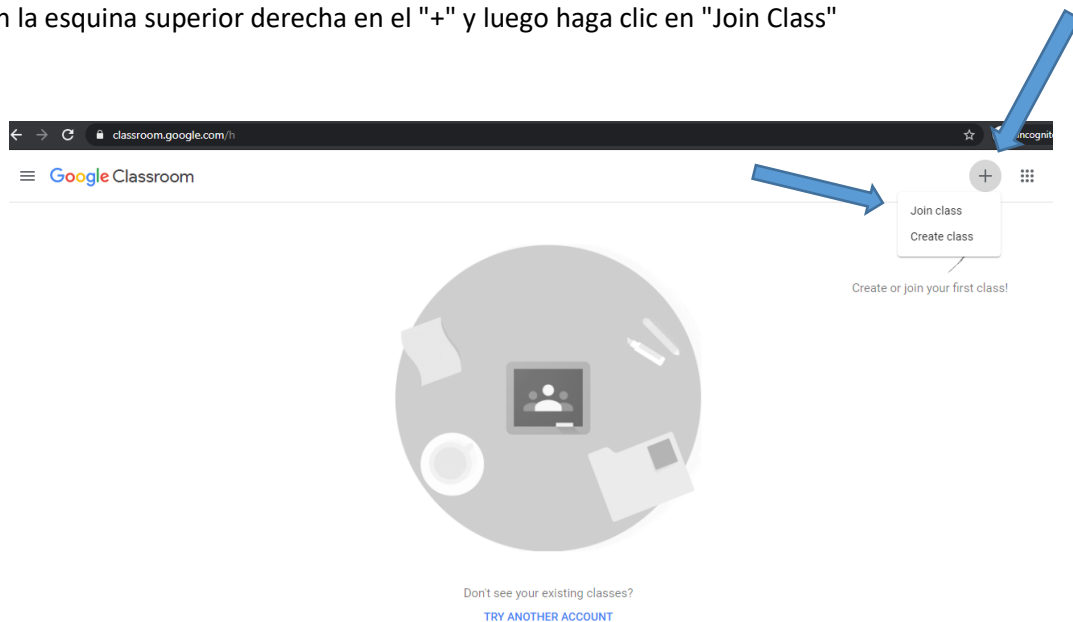 n la esquina superior derecha en el "+" y luego haga clic en "Join Class"
classroom.google.com/h
Incognito
Google Classroom
Join class
Create class
Create or join your first class!
Don't see your existing classes?
TRY ANOTHER ACCOUNT